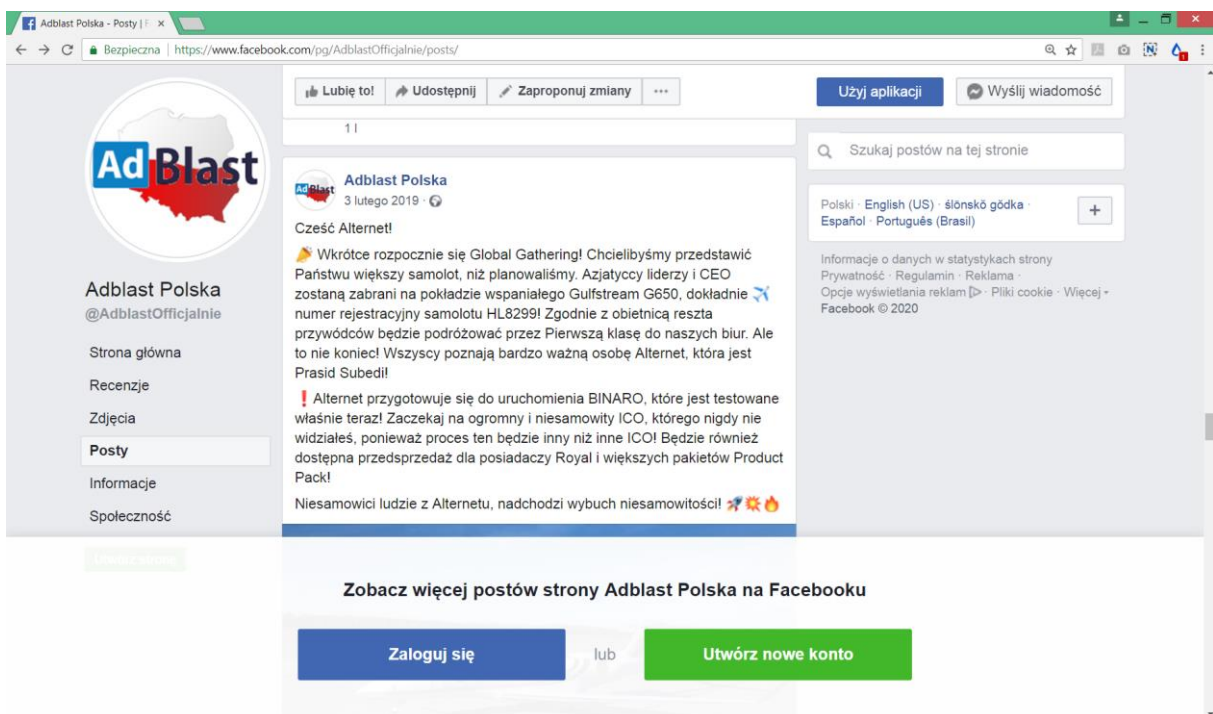 Adblast Polska - Posty | F
Bezpieczna | https://www.facebook.com/pg/AdblastOfficjalnie/posts/
Lubię to! Udostępnij Zaproponuj zmiany ...
Użyj aplikacji Wyślij wiadomość
1 l
AdBlast
Adblast Polska
@AdblastOfficjalnie
Strona główna
Recenzje
Zdjęcia
Posty
Informacje
Społeczność
AdBlast
Adblast Polska
3 lutego 2019 ·
Cześć Alternet!
🎉 Wkrótce rozpocznie się Global Gathering! Chcielibyśmy przedstawić
Państwu większy samolot, niż planowaliśmy. Azjatyccy liderzy i CEO
zostaną zabrani na pokładzie wspaniałego Gulfstream G650, dokładnie ✈️
numer rejestracyjny samolotu HL8299! Zgodnie z obietnicą reszta
przywódców będzie podróżować przez Pierwszą klasę do naszych biur. Ale
to nie koniec! Wszyscy poznają bardzo ważną osobę Alternet, która jest
Prasid Subedi!
❗ Alternet przygotowuje się do uruchomienia BINARO, które jest testowane
właśnie teraz! Zaczekaj na ogromny i niesamowity ICO, którego nigdy nie
widziałeś, ponieważ proces ten będzie inny niż inne ICO! Będzie również
dostępna przedsprzedaż dla posiadaczy Royal i większych pakietów Product
Pack!
Niesamowici ludzie z Alternetu, nadchodzi wybuch niesamowitości! 🚀💥🔥
Szukaj postów na tej stronie
Polski · English (US) · ślōnskŏ gŏdka ·
Español · Português (Brasil)
+
Informacje o danych w statystykach strony
Prywatność · Regulamin · Reklama ·
Opcje wyświetlania reklam · Pliki cookie · Więcej
Facebook © 2020
Zobacz więcej postów strony Adblast Polska na Facebooku
Zaloguj się lub Utwórz nowe konto